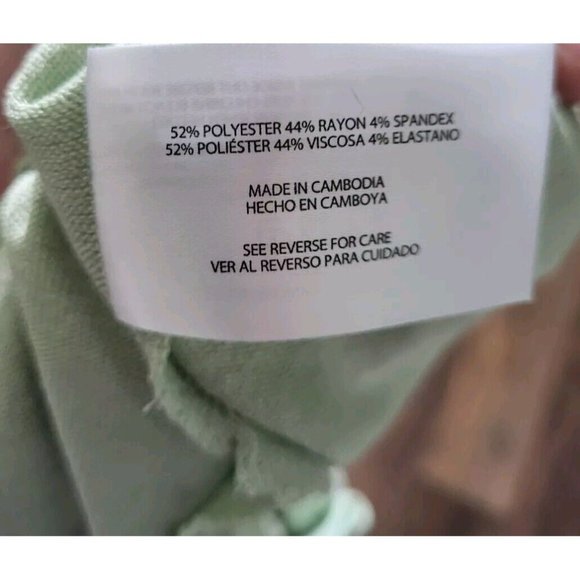 52% POLYESTER 44% RAYON 4% SPANDEX
52% POLIÉSTER 44% VISCOSA 4% ELASTANO
MADE IN CAMBODIA
HECHO EN CAMBOYA
SEE REVERSE FOR CARE
VER AL REVERSO PARA CUIDADO